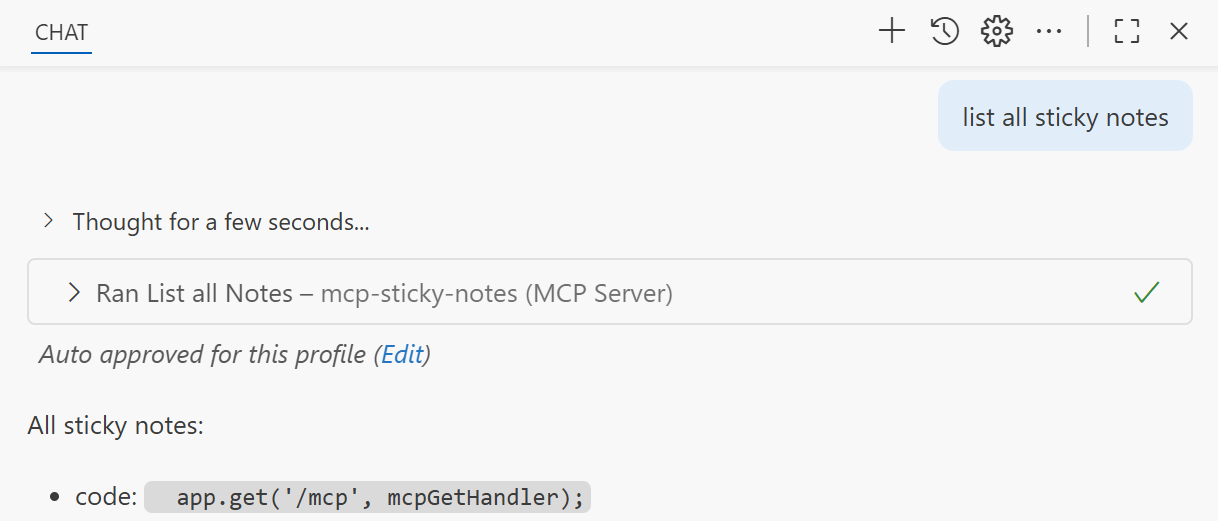 CHAT
list all sticky notes
Thought for a few seconds...
Ran List all Notes – mcp-sticky-notes (MCP Server)
Auto approved for this profile (Edit)
All sticky notes:
• code: app.get('/mcp', mcpGetHandler);